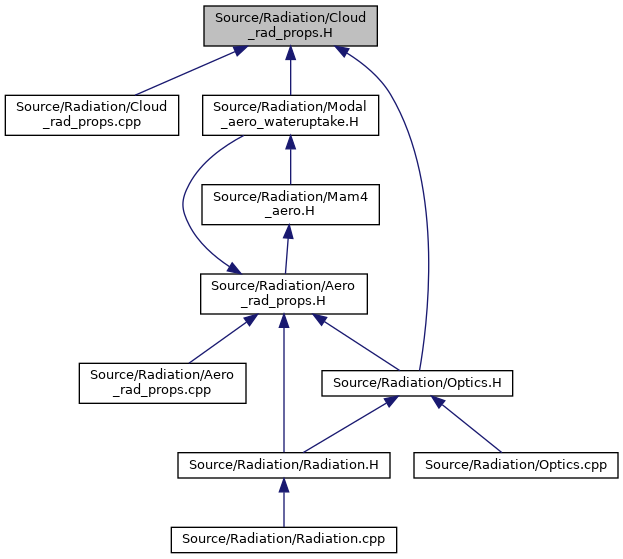 Source/Radiation/Cloud
_rad_props.H
Source/Radiation/Cloud
_rad_props.cpp
Source/Radiation/Modal
_aero_wateruptake.H
Source/Radiation/Mam4
_aero.H
Source/Radiation/Aero
_rad_props.H
Source/Radiation/Aero
_rad_props.cpp
Source/Radiation/Optics.H
Source/Radiation/Radiation.H
Source/Radiation/Optics.cpp
Source/Radiation/Radiation.cpp